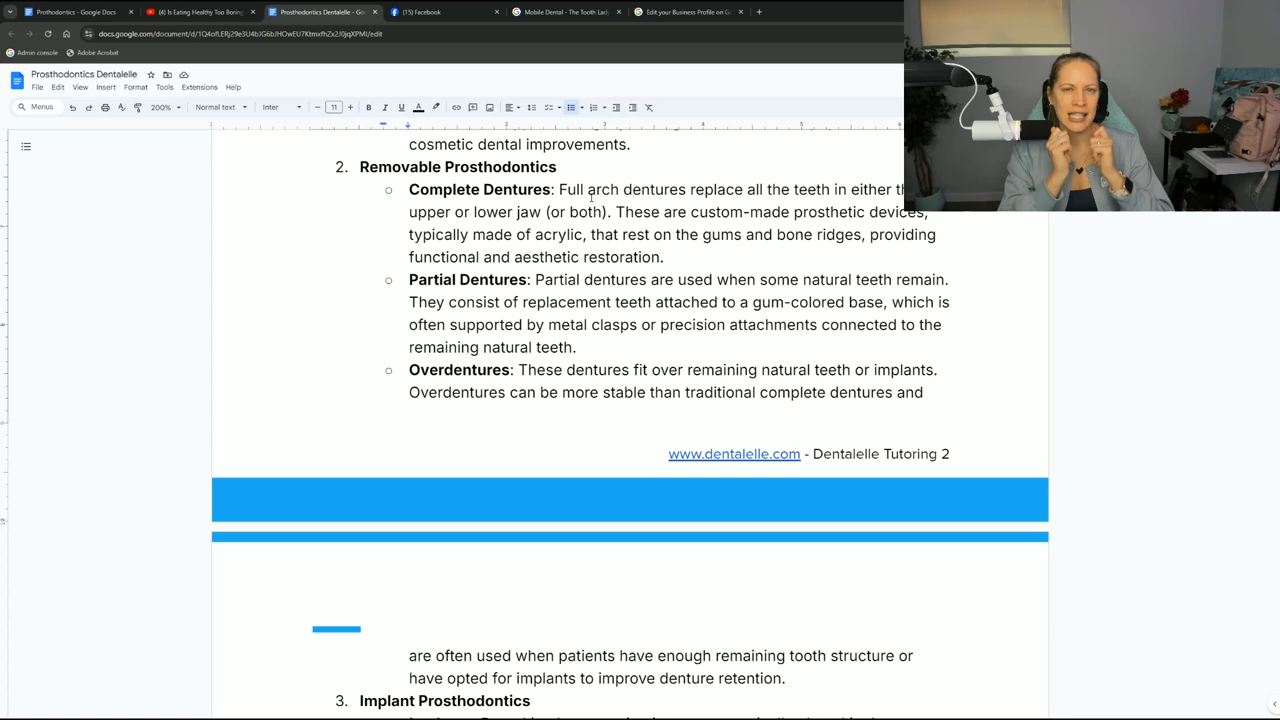 Prosthodontics - Google Docs
(4) Is Eating Healthy Too Boring
Prosthodontics Dentalelle - Go
(15) Facebook
Mobile Dental - The Tooth Lad
Edit your Business Profile on G
docs.google.com/document/d/1Q4ofLERj29e3U4bJG6bJHOwEU7KtmxfhZx2J0jqXPMI/edit
Admin console
Adobe Acrobat
Prosthodontics Dentalelle
File Edit View Insert Format Tools Extensions Help
Menus 200% Normal text Inter 11
cosmetic dental improvements.
2. Removable Prosthodontics
Complete Dentures: Full arch dentures replace all the teeth in either
upper or lower jaw (or both). These are custom-made prosthetic devices,
typically made of acrylic, that rest on the gums and bone ridges, providing
functional and aesthetic restoration.
Partial Dentures: Partial dentures are used when some natural teeth remain.
They consist of replacement teeth attached to a gum-colored base, which is
often supported by metal clasps or precision attachments connected to the
remaining natural teeth.
Overdentures: These dentures fit over remaining natural teeth or implants.
Overdentures can be more stable than traditional complete dentures and
www.dentalelle.com - Dentalelle Tutoring 2
are often used when patients have enough remaining tooth structure or
have opted for implants to improve denture retention.
3. Implant Prosthodontics